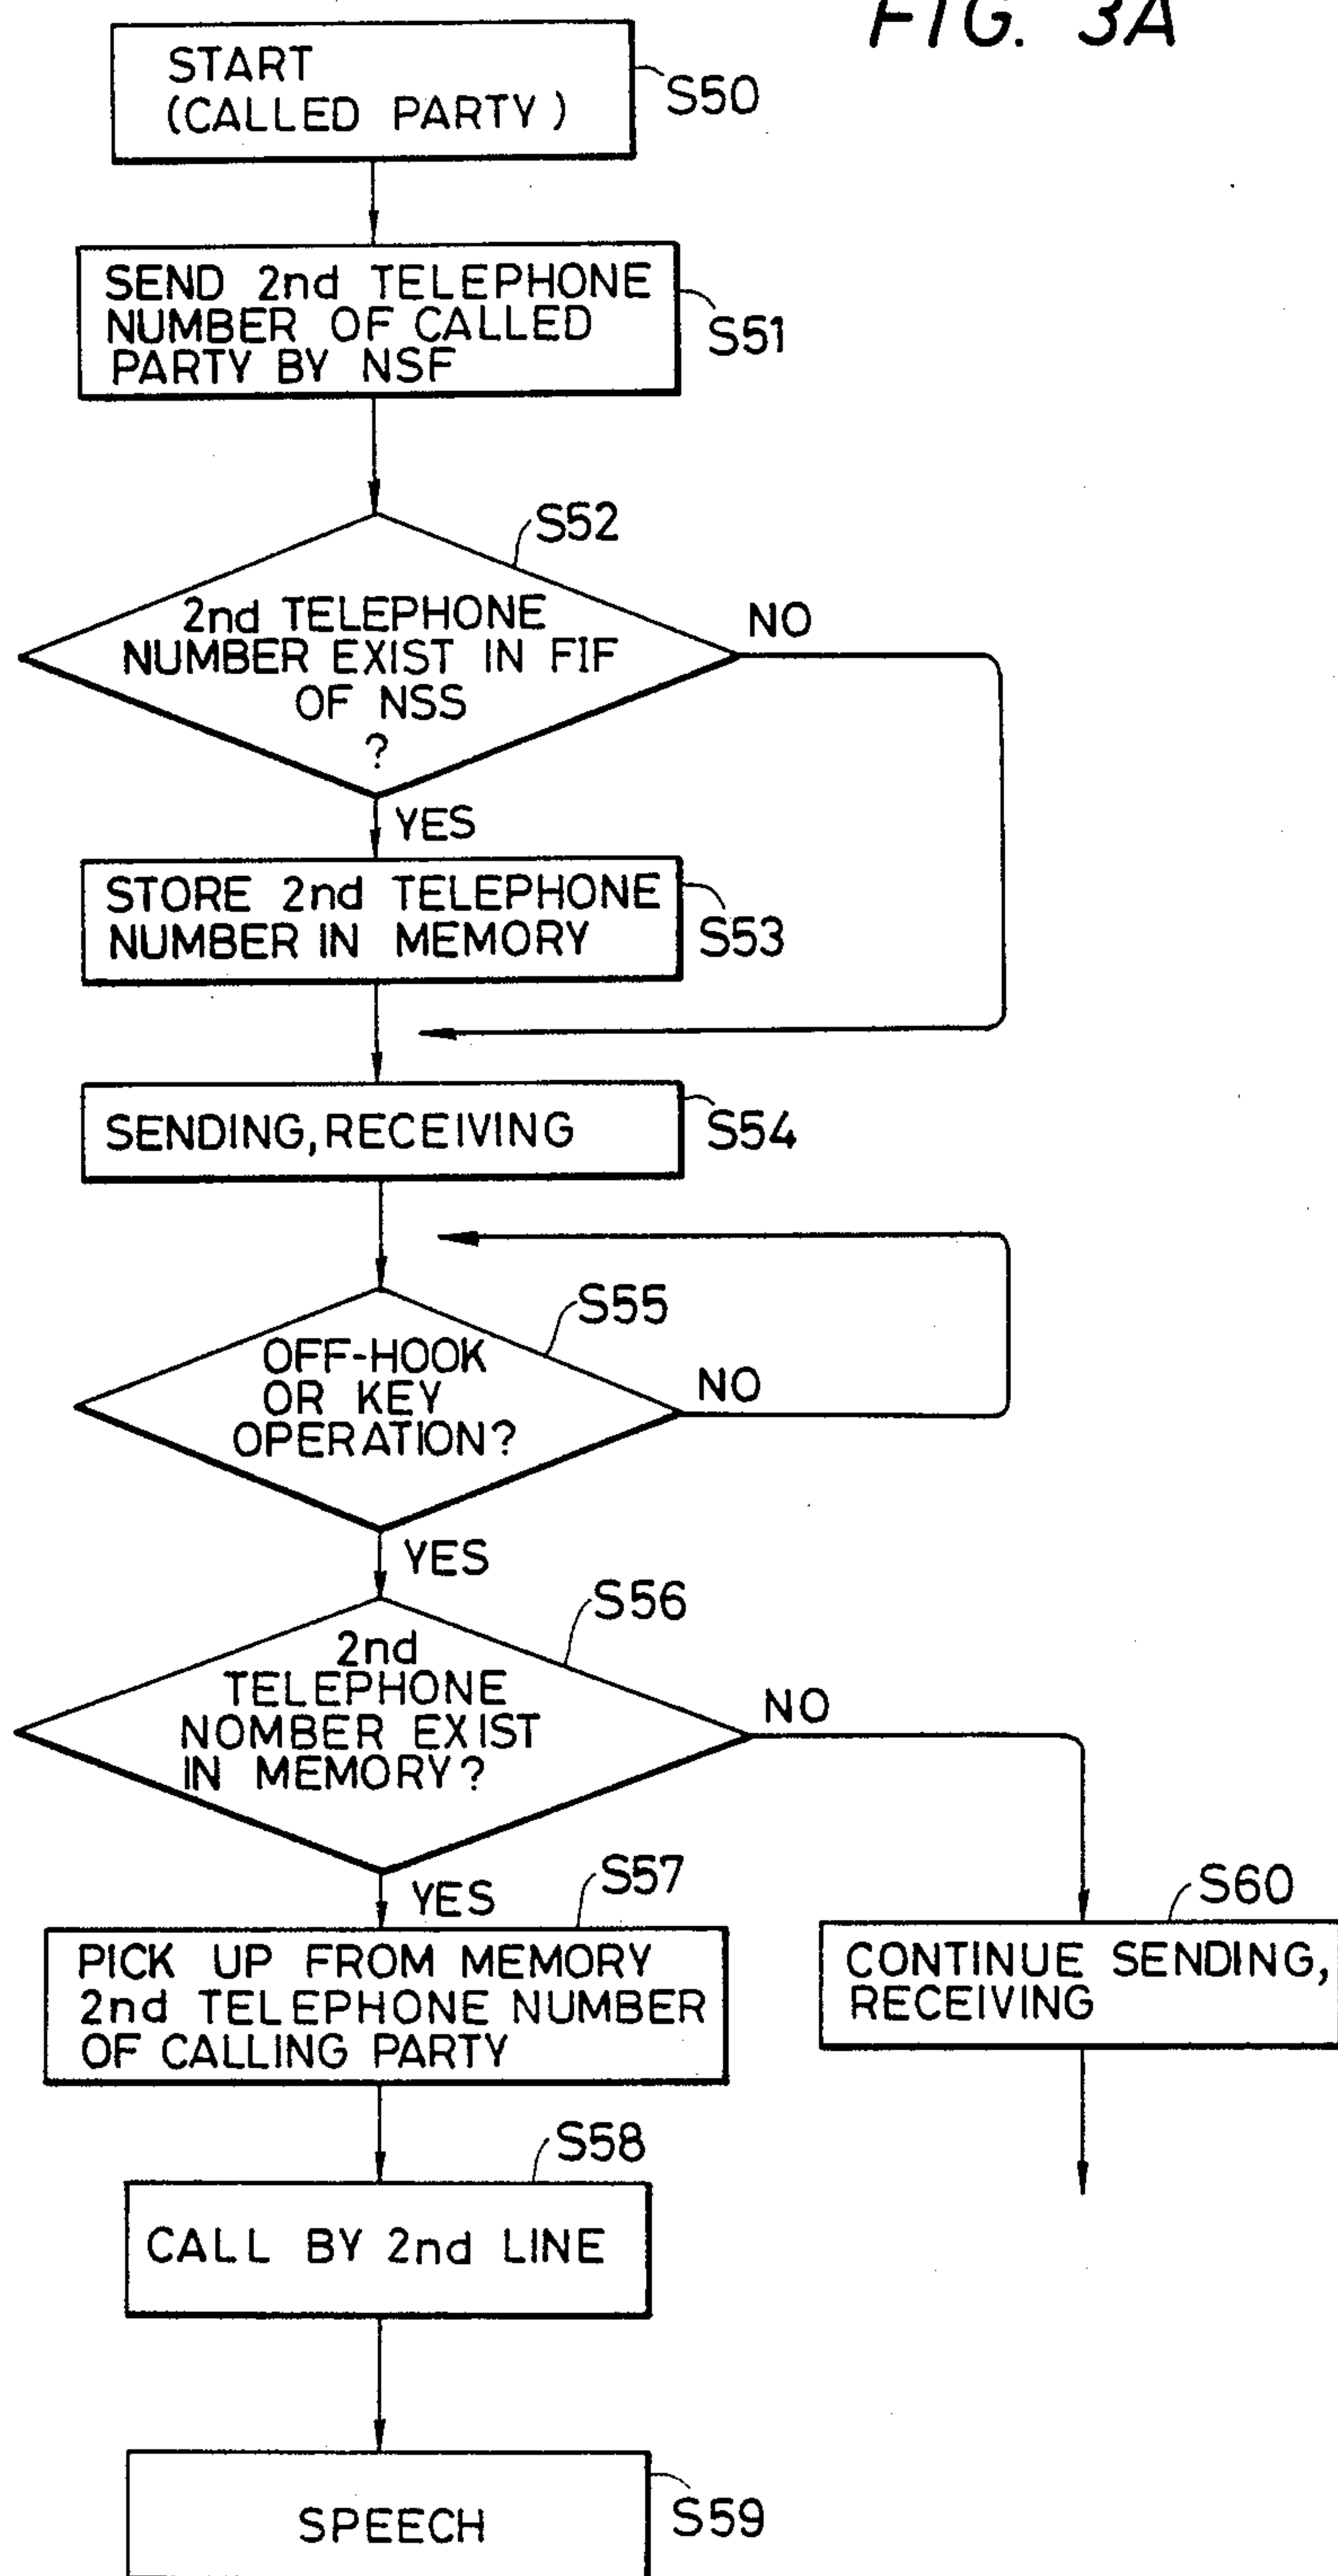 FIG. 3A
START
(CALLED PARTY)
S50
SEND 2nd TELEPHONE
NUMBER OF CALLED
PARTY BY NSF
S51
S52
2nd TELEPHONE
NUMBER EXIST IN FIF
OF NSS
?
NO
YES
STORE 2nd TELEPHONE
NUMBER IN MEMORY
S53
SENDING, RECEIVING
S54
S55
OFF-HOOK
OR KEY
OPERATION?
NO
YES
S56
2nd
TELEPHONE
NOMBER EXIST
IN MEMORY?
NO
YES
S57
PICK UP FROM MEMORY
2nd TELEPHONE NUMBER
OF CALLING PARTY
S60
CONTINUE SENDING,
RECEIVING
S58
CALL BY 2nd LINE
SPEECH
S59